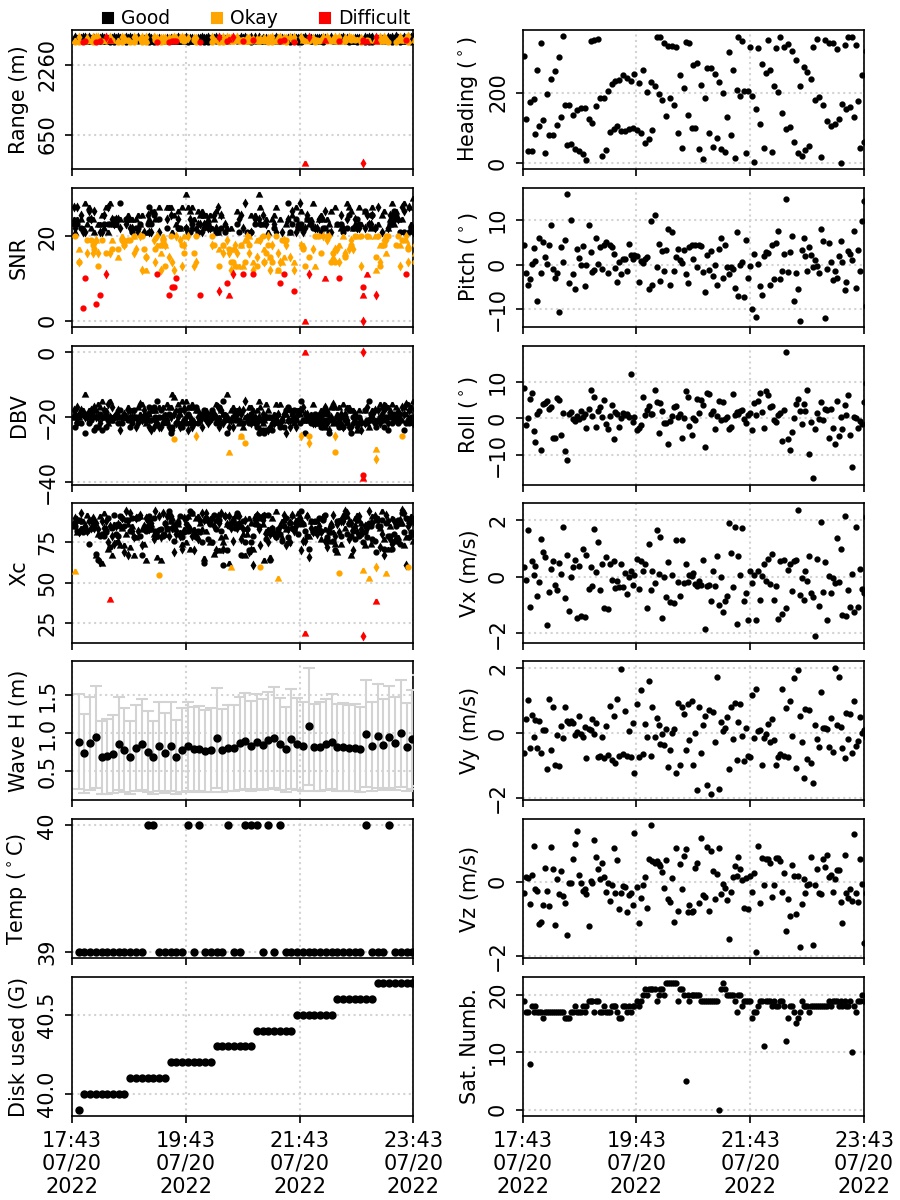 Good Okay Difficult
Range (m)
2260
650
Heading (°)
200
0
SNR
20
0
Pitch (°)
10
0
−10
DBV
0
−20
−40
Roll (°)
10
0
−10
Xc
75
50
25
Vx (m/s)
2
0
−2
Wave H (m)
1.5
1.0
0.5
Vy (m/s)
2
0
−2
Temp (°C)
40
39
Vz (m/s)
0
−2
Disk used (G)
40.5
40.0
Sat. Numb.
20
10
0
17:43 19:43 21:43 23:43
07/20 07/20 07/20 07/20
2022 2022 2022 2022
17:43 19:43 21:43 23:43
07/20 07/20 07/20 07/20
2022 2022 2022 2022